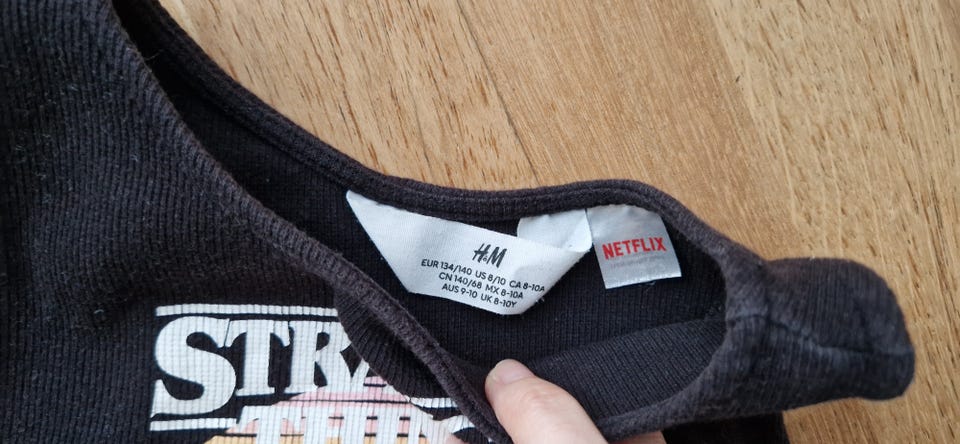 H&M
EUR 134/140 US 8/10 CA 8-10A
CN 140/68 MX 8-10A
AUS 9-10 UK 8-10Y
NETFLIX
STRA